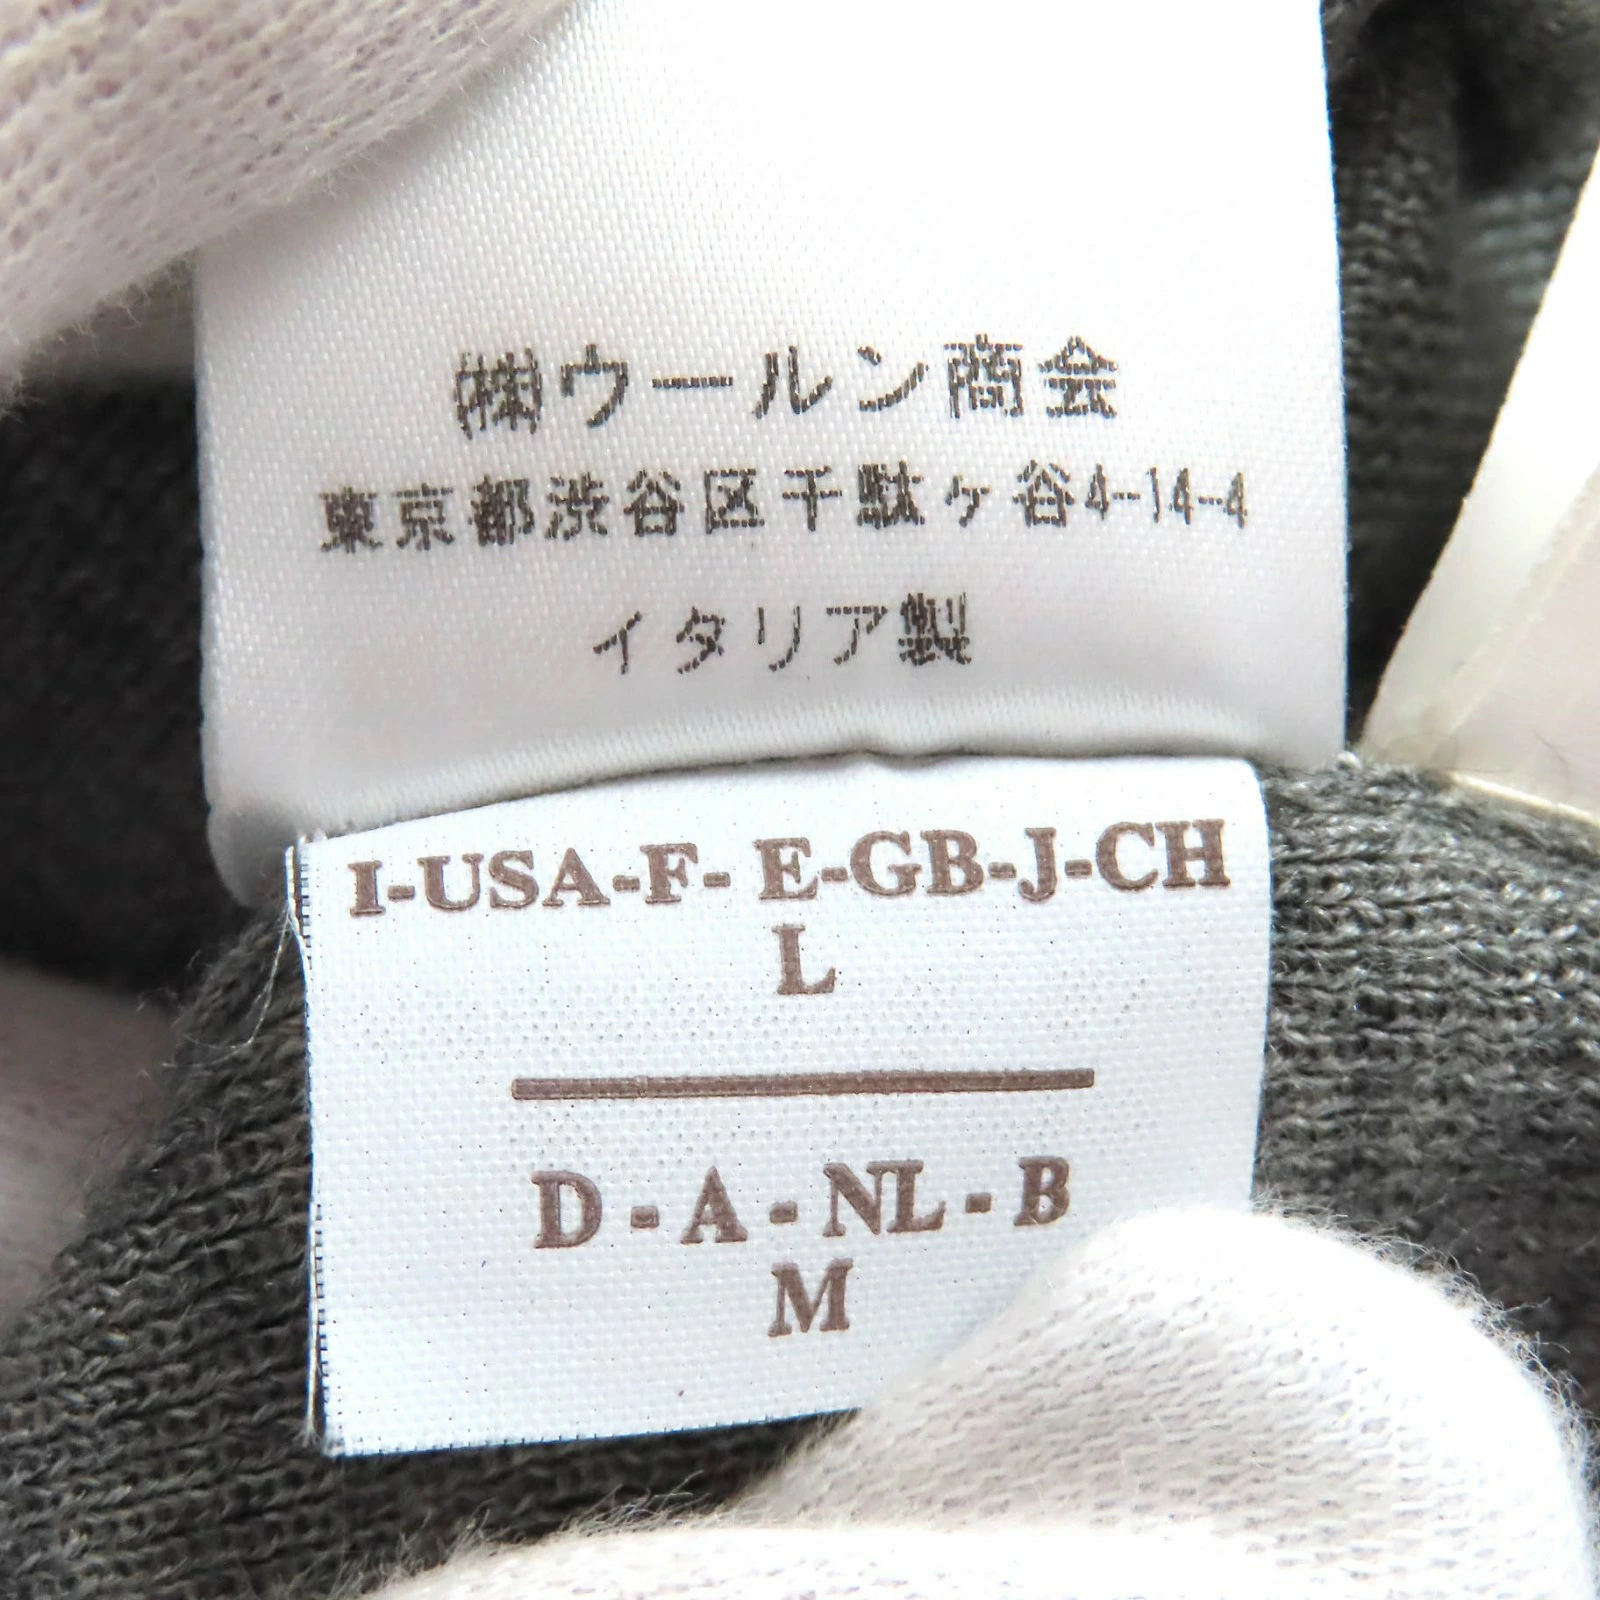 ㈱ウールン商会
東京都渋谷区千駄ヶ谷4-14-4
イタリア製
I-USA-F- E-GB-J-CH
L
D - A - NL - B
M